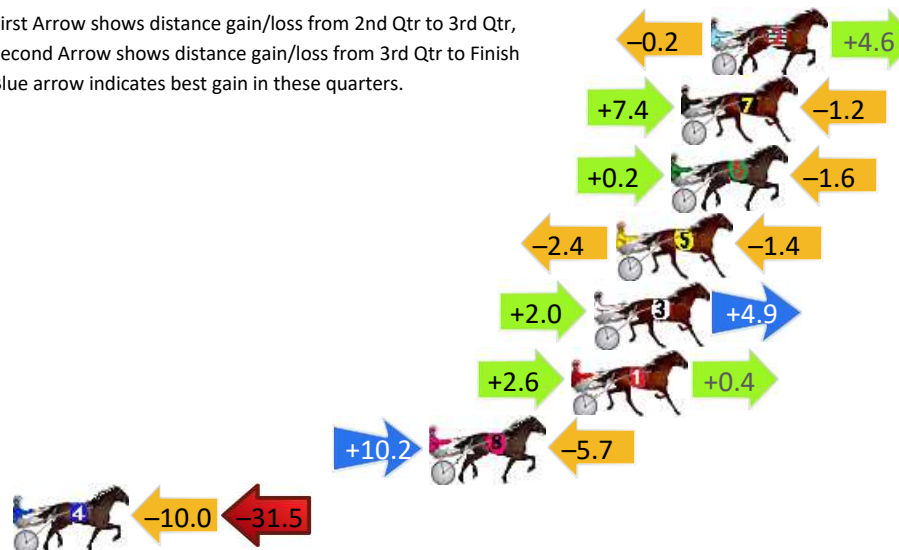 irst Arrow shows distance gain/loss from 2nd Qtr to 3rd Qtr,
econd Arrow shows distance gain/loss from 3rd Qtr to Finish
Blue arrow indicates best gain in these quarters.
–0.2 +4.6
+7.4 7 –1.2
+0.2 –1.6
–2.4 5 –1.4
+2.0 3 +4.9
+2.6 1 +0.4
+10.2 8 –5.7
4 –10.0 –31.5